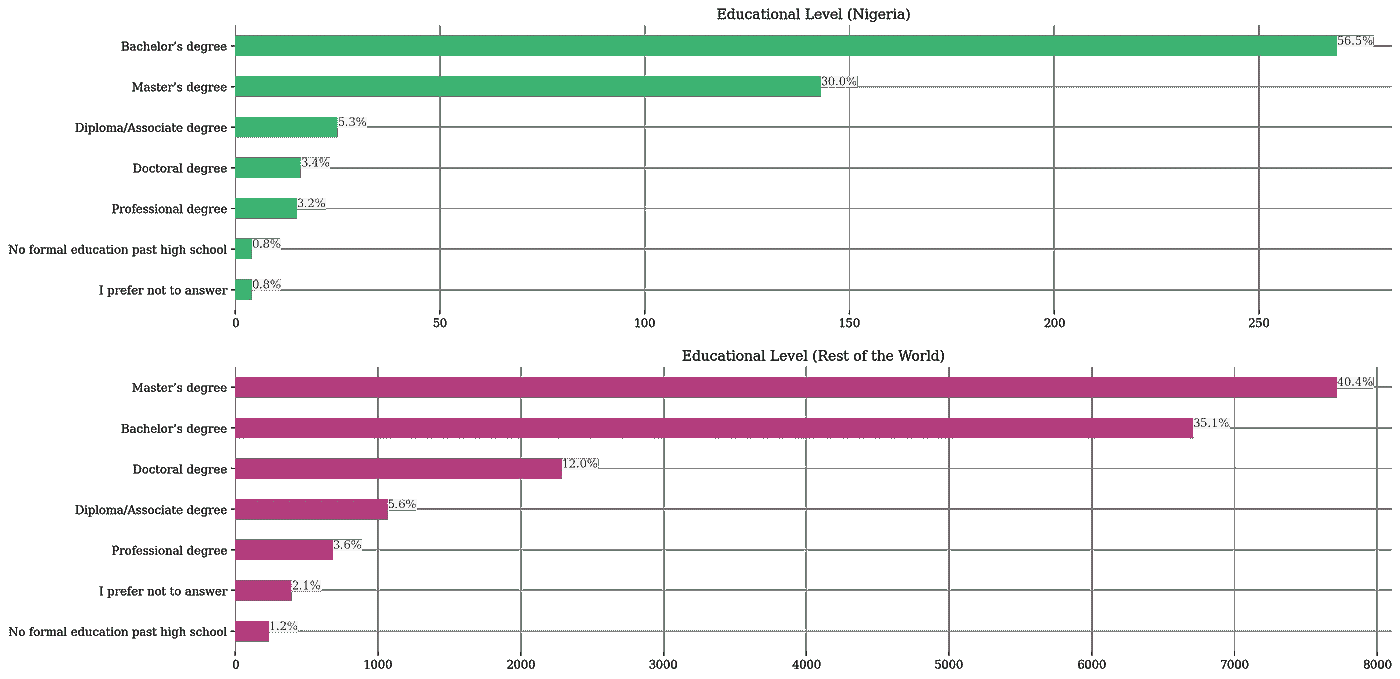 Educational Level (Nigeria)
Bachelor's degree 56.5%
Master's degree 30.0%
Diploma/Associate degree 5.3%
Doctoral degree 3.4%
Professional degree 3.2%
No formal education past high school 0.8%
I prefer not to answer 0.8%
0 50 100 150 200 250
Educational Level (Rest of the World)
Master's degree 40.4%
Bachelor's degree 35.1%
Doctoral degree 12.0%
Diploma/Associate degree 5.6%
Professional degree 3.6%
I prefer not to answer 2.1%
No formal education past high school 1.2%
0 1000 2000 3000 4000 5000 6000 7000 8000